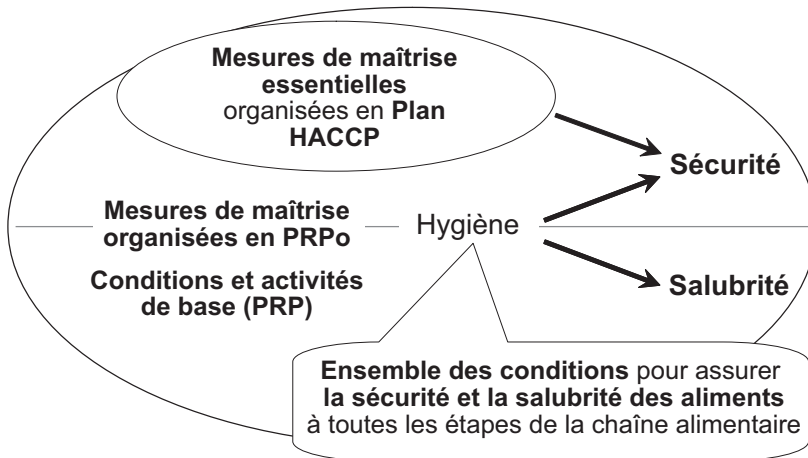 Mesures de maîtrise
essentielles
organisées en Plan
HACCP
Sécurité
Mesures de maîtrise
organisées en PRPo
Hygiène
Conditions et activités
de base (PRP)
Salubrité
Ensemble des conditions pour assurer
la sécurité et la salubrité des aliments
à toutes les étapes de la chaîne alimentaire